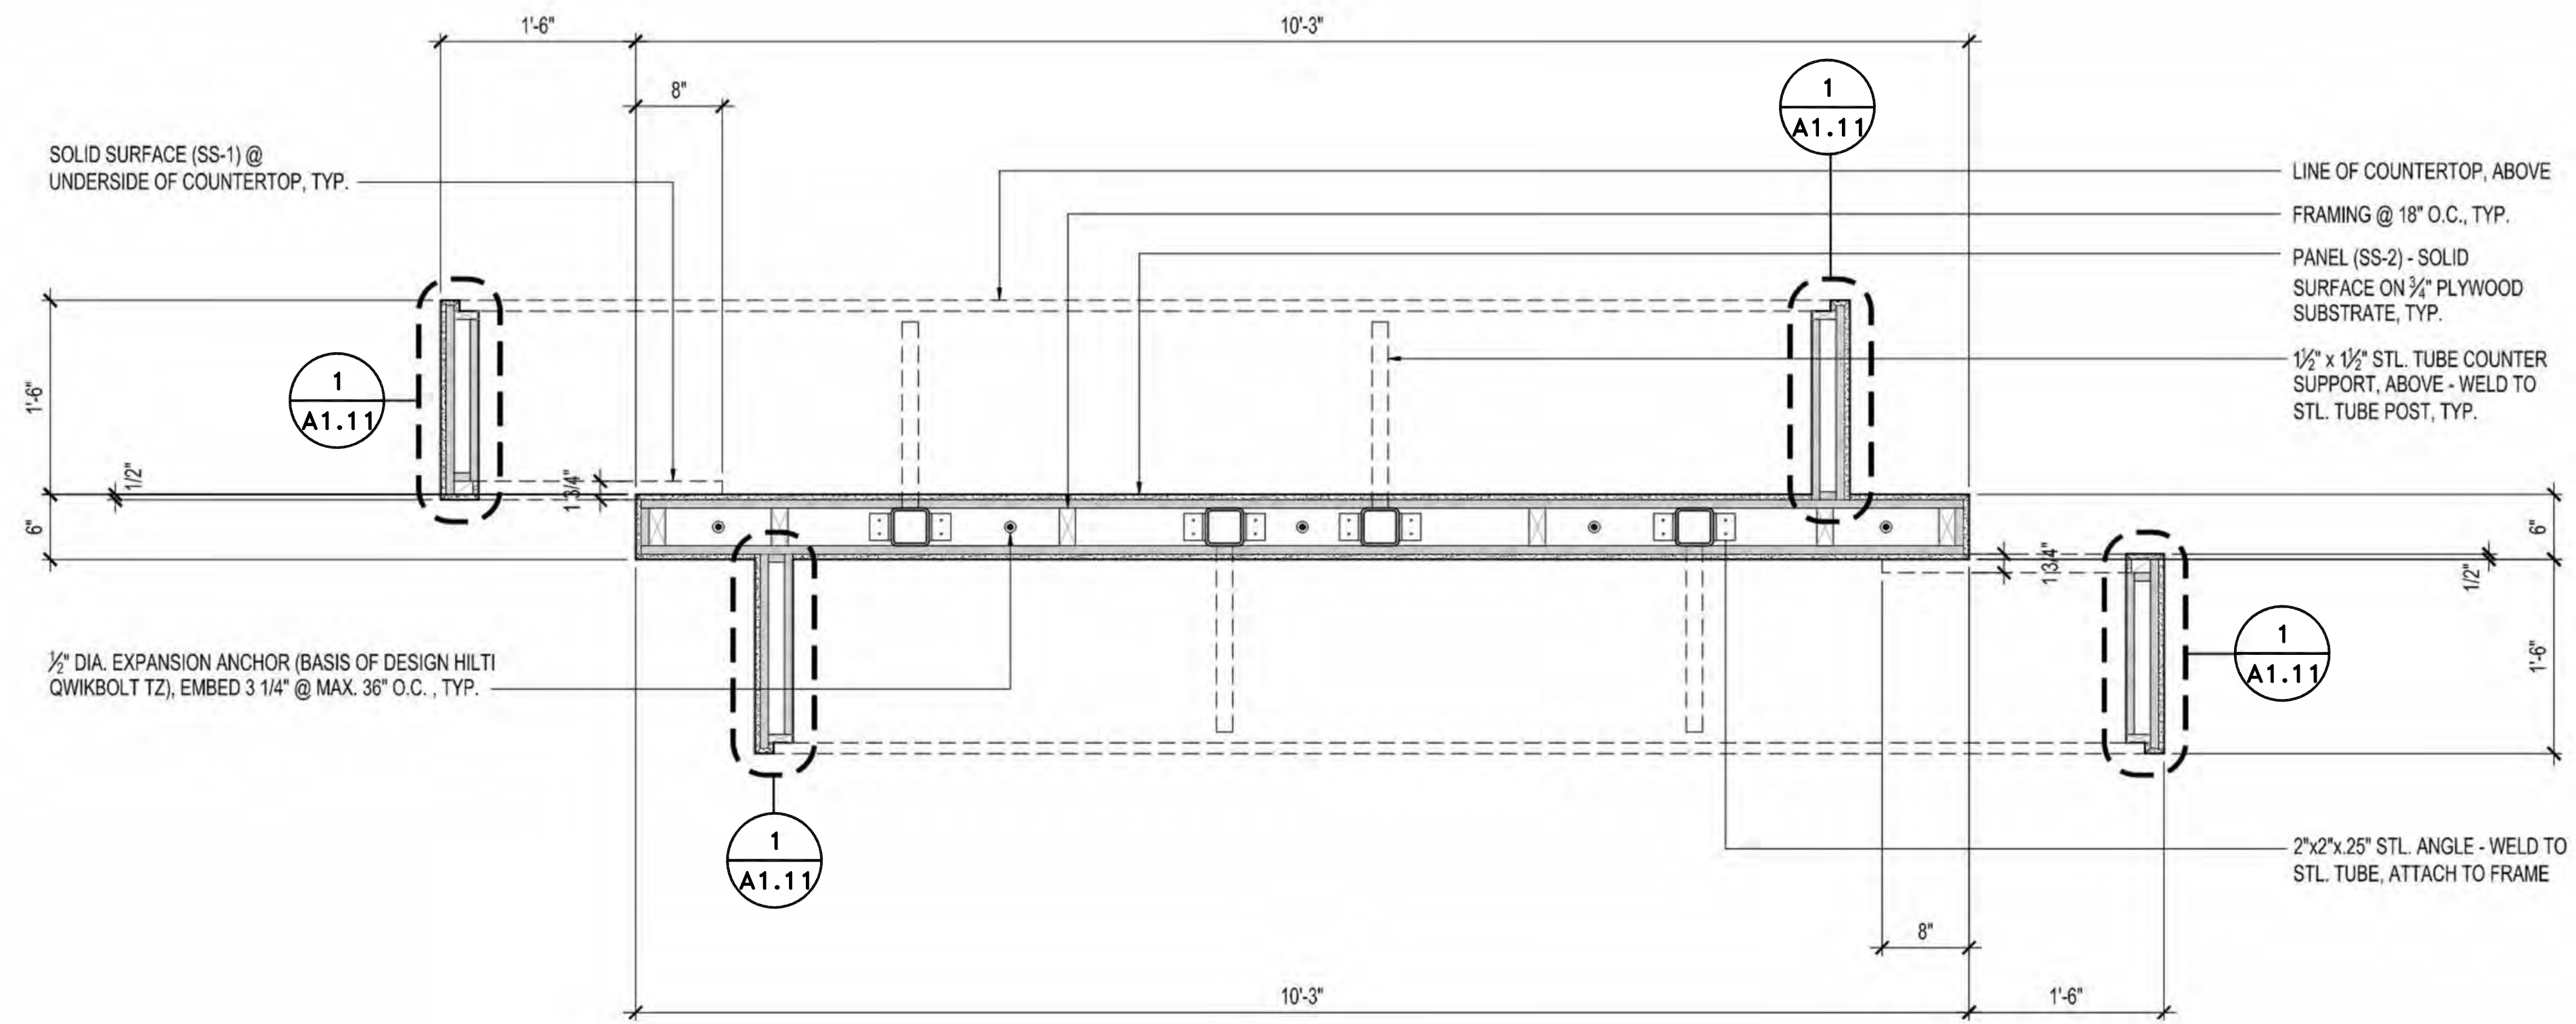 1'-6"
10'-3"
8"
1
A1.11
SOLID SURFACE (SS-1) @
UNDERSIDE OF COUNTERTOP, TYP.
LINE OF COUNTERTOP, ABOVE
FRAMING @ 18" O.C., TYP.
PANEL (SS-2) - SOLID
SURFACE ON ¾" PLYWOOD
SUBSTRATE, TYP.
1½" x 1½" STL. TUBE COUNTER
SUPPORT, ABOVE - WELD TO
STL. TUBE POST, TYP.
1
A1.11
1'-6"
1/2"
1 3/4"
6"
6"
1 3/4"
1/2"
1'-6"
1
A1.11
½" DIA. EXPANSION ANCHOR (BASIS OF DESIGN HILTI
QWIKBOLT TZ), EMBED 3 1/4" @ MAX. 36" O.C. , TYP.
1
A1.11
2"x2"x.25" STL. ANGLE - WELD TO
STL. TUBE, ATTACH TO FRAME
8"
10'-3"
1'-6"